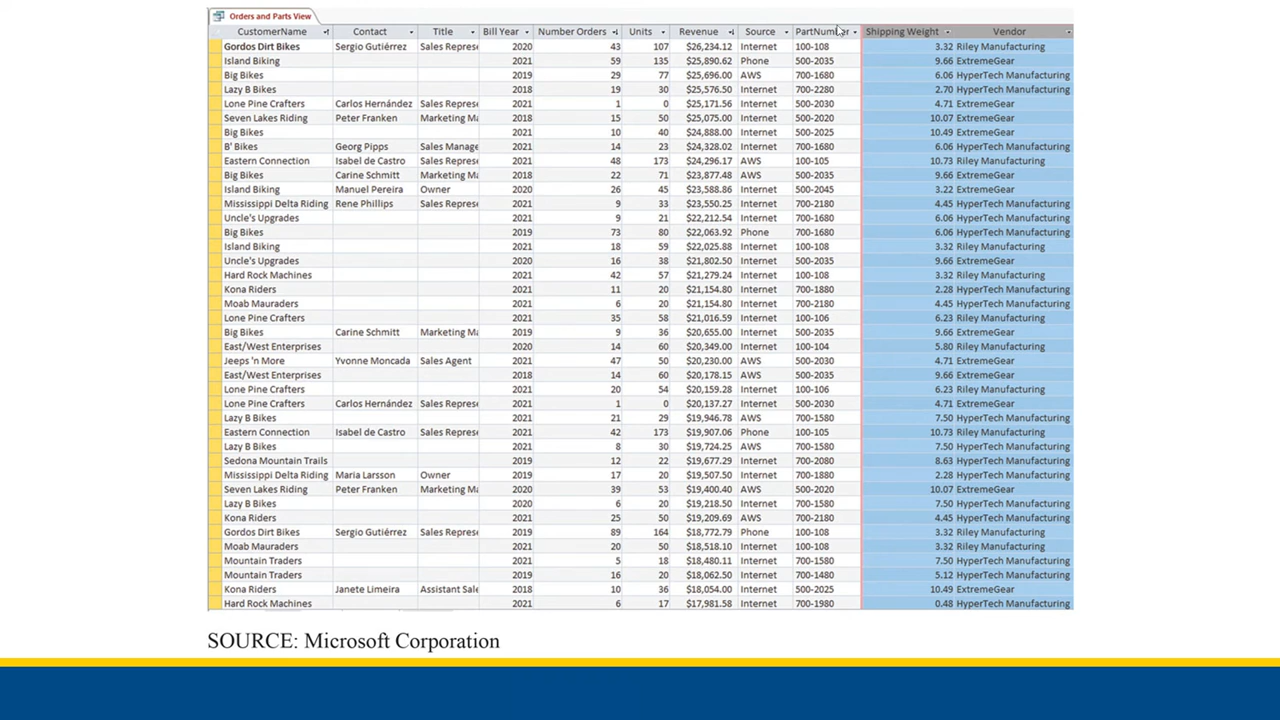 Orders and Parts View
CustomerName Contact Title Bill Year Number Orders Units Revenue Source PartNumber Shipping Weight Vendor
Gordos Dirt Bikes Sergio Gutiérrez Sales Represe 2020 43 107 $26,234.12 Internet 100-108 3.32 Riley Manufacturing
Island Biking 2021 59 135 $25,890.62 Phone 500-2035 9.66 ExtremeGear
Big Bikes 2019 29 77 $25,696.00 AWS 700-1680 6.06 HyperTech Manufacturing
Lazy B Bikes 2018 19 30 $25,576.50 Internet 700-2280 2.70 HyperTech Manufacturing
Lone Pine Crafters Carlos Hernández Sales Represe 2021 1 0 $25,171.56 Internet 500-2030 4.71 ExtremeGear
Seven Lakes Riding Peter Franken Marketing Ma 2018 15 50 $25,075.00 Internet 500-2020 10.07 ExtremeGear
Big Bikes 2021 10 40 $24,888.00 Internet 500-2025 10.49 ExtremeGear
B' Bikes Georg Pipps Sales Manage 2021 14 23 $24,328.02 Internet 700-1680 6.06 HyperTech Manufacturing
Eastern Connection Isabel de Castro Sales Represe 2021 48 173 $24,296.17 AWS 100-105 10.73 Riley Manufacturing
Big Bikes Carine Schmitt Marketing Ma 2018 22 71 $23,877.48 AWS 500-2035 9.66 ExtremeGear
Island Biking Manuel Pereira Owner 2020 26 45 $23,588.86 Internet 500-2045 3.22 ExtremeGear
Mississippi Delta Riding Rene Phillips Sales Represe 2021 9 33 $23,550.25 Internet 700-2180 4.45 HyperTech Manufacturing
Uncle's Upgrades 2021 9 21 $22,212.54 Internet 700-1680 6.06 HyperTech Manufacturing
Big Bikes 2019 73 80 $22,063.92 Phone 700-1680 6.06 HyperTech Manufacturing
Island Biking 2021 18 59 $22,025.88 Internet 100-108 3.32 Riley Manufacturing
Uncle's Upgrades 2020 16 38 $21,802.50 Internet 500-2035 9.66 ExtremeGear
Hard Rock Machines 2021 42 57 $21,279.24 Internet 100-108 3.32 Riley Manufacturing
Kona Riders 2021 11 20 $21,154.80 Internet 700-1880 2.28 HyperTech Manufacturing
Moab Mauraders 2021 6 20 $21,154.80 Internet 700-2180 4.45 HyperTech Manufacturing
Lone Pine Crafters 2021 35 58 $21,016.59 Internet 100-106 6.23 Riley Manufacturing
Big Bikes Carine Schmitt Marketing Ma 2019 9 36 $20,655.00 Internet 500-2035 9.66 ExtremeGear
East/West Enterprises 2020 14 60 $20,349.00 Internet 100-104 5.80 Riley Manufacturing
Jeeps 'n More Yvonne Moncada Sales Agent 2021 47 50 $20,230.00 AWS 500-2030 4.71 ExtremeGear
East/West Enterprises 2018 14 60 $20,178.15 AWS 500-2035 9.66 ExtremeGear
Lone Pine Crafters 2021 20 54 $20,159.28 Internet 100-106 6.23 Riley Manufacturing
Lone Pine Crafters Carlos Hernández Sales Represe 2021 1 0 $20,137.27 Internet 500-2030 4.71 ExtremeGear
Lazy B Bikes 2021 21 29 $19,946.78 AWS 700-1580 7.50 HyperTech Manufacturing
Eastern Connection Isabel de Castro Sales Represe 2021 42 173 $19,907.06 Phone 100-105 10.73 Riley Manufacturing
Lazy B Bikes 2021 8 30 $19,724.25 AWS 700-1580 7.50 HyperTech Manufacturing
Sedona Mountain Trails 2019 12 22 $19,677.29 Internet 700-2080 8.63 HyperTech Manufacturing
Mississippi Delta Riding Maria Larsson Owner 2019 17 20 $19,507.50 Internet 700-1880 2.28 HyperTech Manufacturing
Seven Lakes Riding Peter Franken Marketing Ma 2020 39 53 $19,400.40 AWS 500-2020 10.07 ExtremeGear
Lazy B Bikes 2021 6 20 $19,218.50 Internet 700-1580 7.50 HyperTech Manufacturing
Kona Riders 2021 25 50 $19,209.69 AWS 700-2180 4.45 HyperTech Manufacturing
Gordos Dirt Bikes Sergio Gutiérrez Sales Represe 2021 89 164 $18,772.79 Phone 100-108 3.32 Riley Manufacturing
Moab Mauraders 2021 20 50 $18,518.10 Internet 100-108 3.32 Riley Manufacturing
Mountain Traders 2021 5 18 $18,480.11 Internet 700-1580 7.50 HyperTech Manufacturing
Mountain Traders 2019 16 20 $18,062.50 Internet 700-1480 5.12 HyperTech Manufacturing
Kona Riders Janete Limeira Assistant Sale 2018 10 36 $18,054.00 Internet 500-2025 10.49 ExtremeGear
Hard Rock Machines 2021 6 17 $17,981.58 Internet 700-1980 0.48 HyperTech Manufacturing
SOURCE: Microsoft Corporation